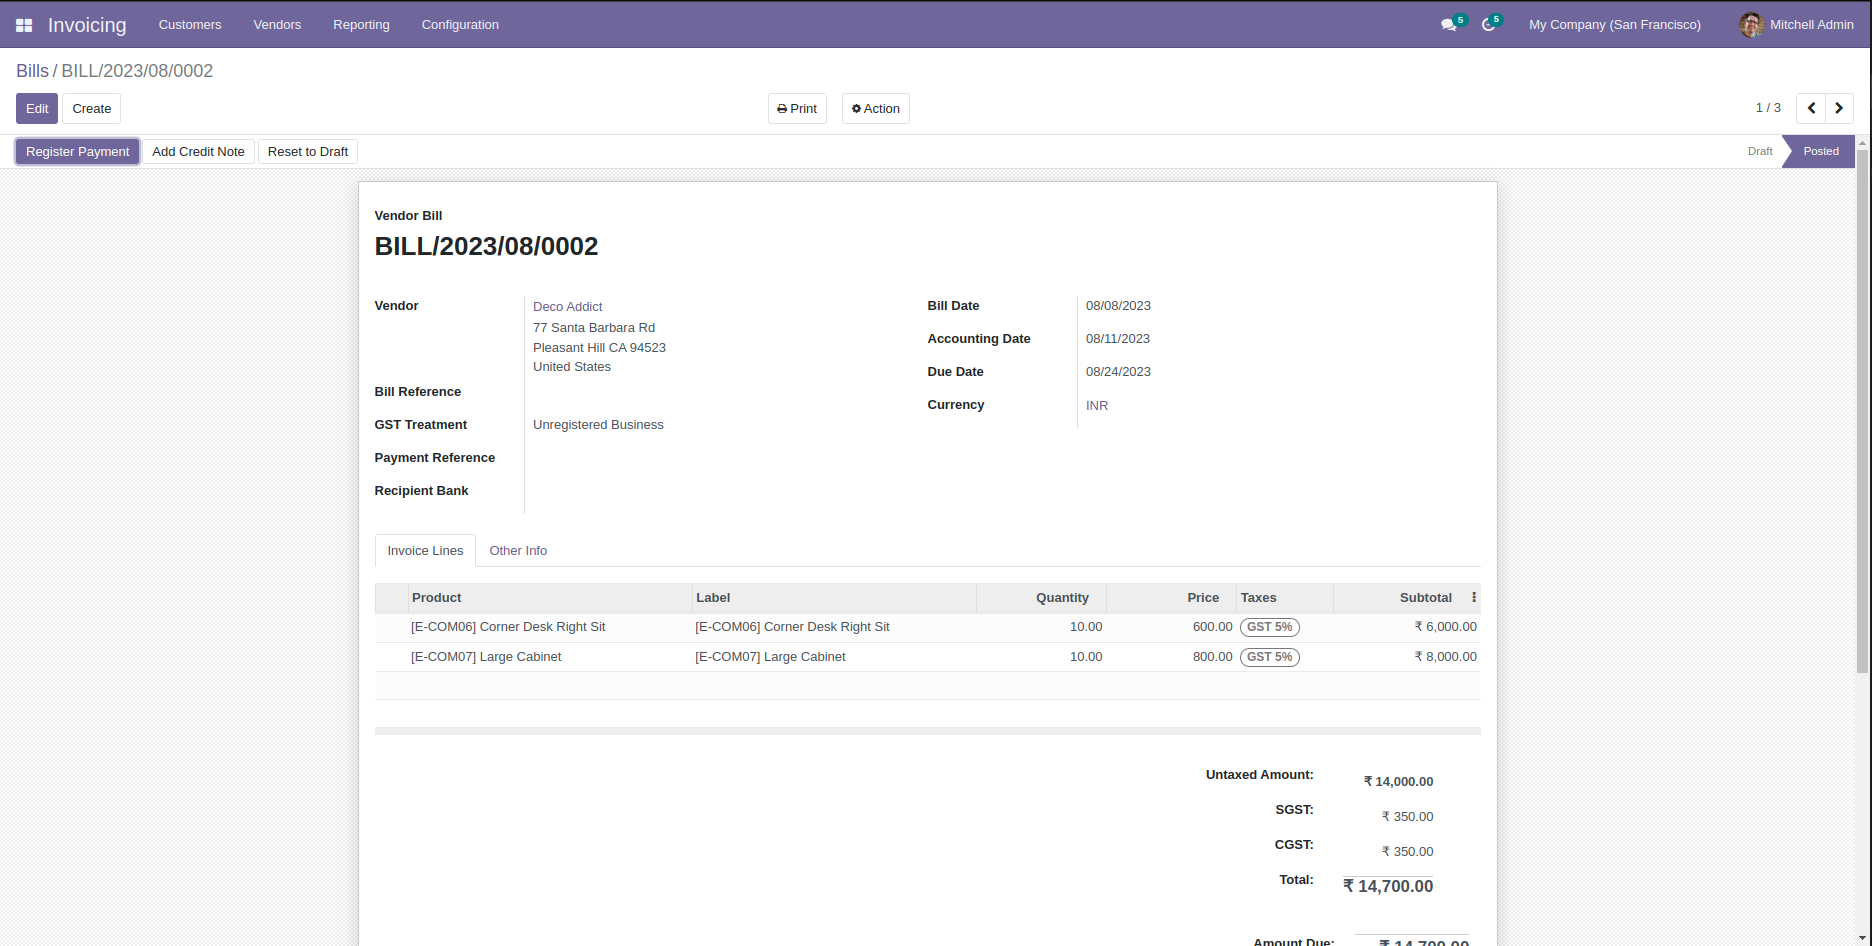 Invoicing Customers Vendors Reporting Configuration 5 5 My Company (San Francisco) Mitchell Admin
Bills / BILL/2023/08/0002
Edit Create Print Action 1 / 3
Register Payment Add Credit Note Reset to Draft Draft Posted
Vendor Bill
BILL/2023/08/0002
Vendor Deco Addict
77 Santa Barbara Rd
Pleasant Hill CA 94523
United States
Bill Reference
GST Treatment Unregistered Business
Payment Reference
Recipient Bank
Bill Date 08/08/2023
Accounting Date 08/11/2023
Due Date 08/24/2023
Currency INR
Invoice Lines Other Info
Product Label Quantity Price Taxes Subtotal
[E-COM06] Corner Desk Right Sit [E-COM06] Corner Desk Right Sit 10.00 600.00 GST 5% ₹ 6,000.00
[E-COM07] Large Cabinet [E-COM07] Large Cabinet 10.00 800.00 GST 5% ₹ 8,000.00
Untaxed Amount: ₹ 14,000.00
SGST: ₹ 350.00
CGST: ₹ 350.00
Total: ₹ 14,700.00
Amount Due: ₹ 14,700.00